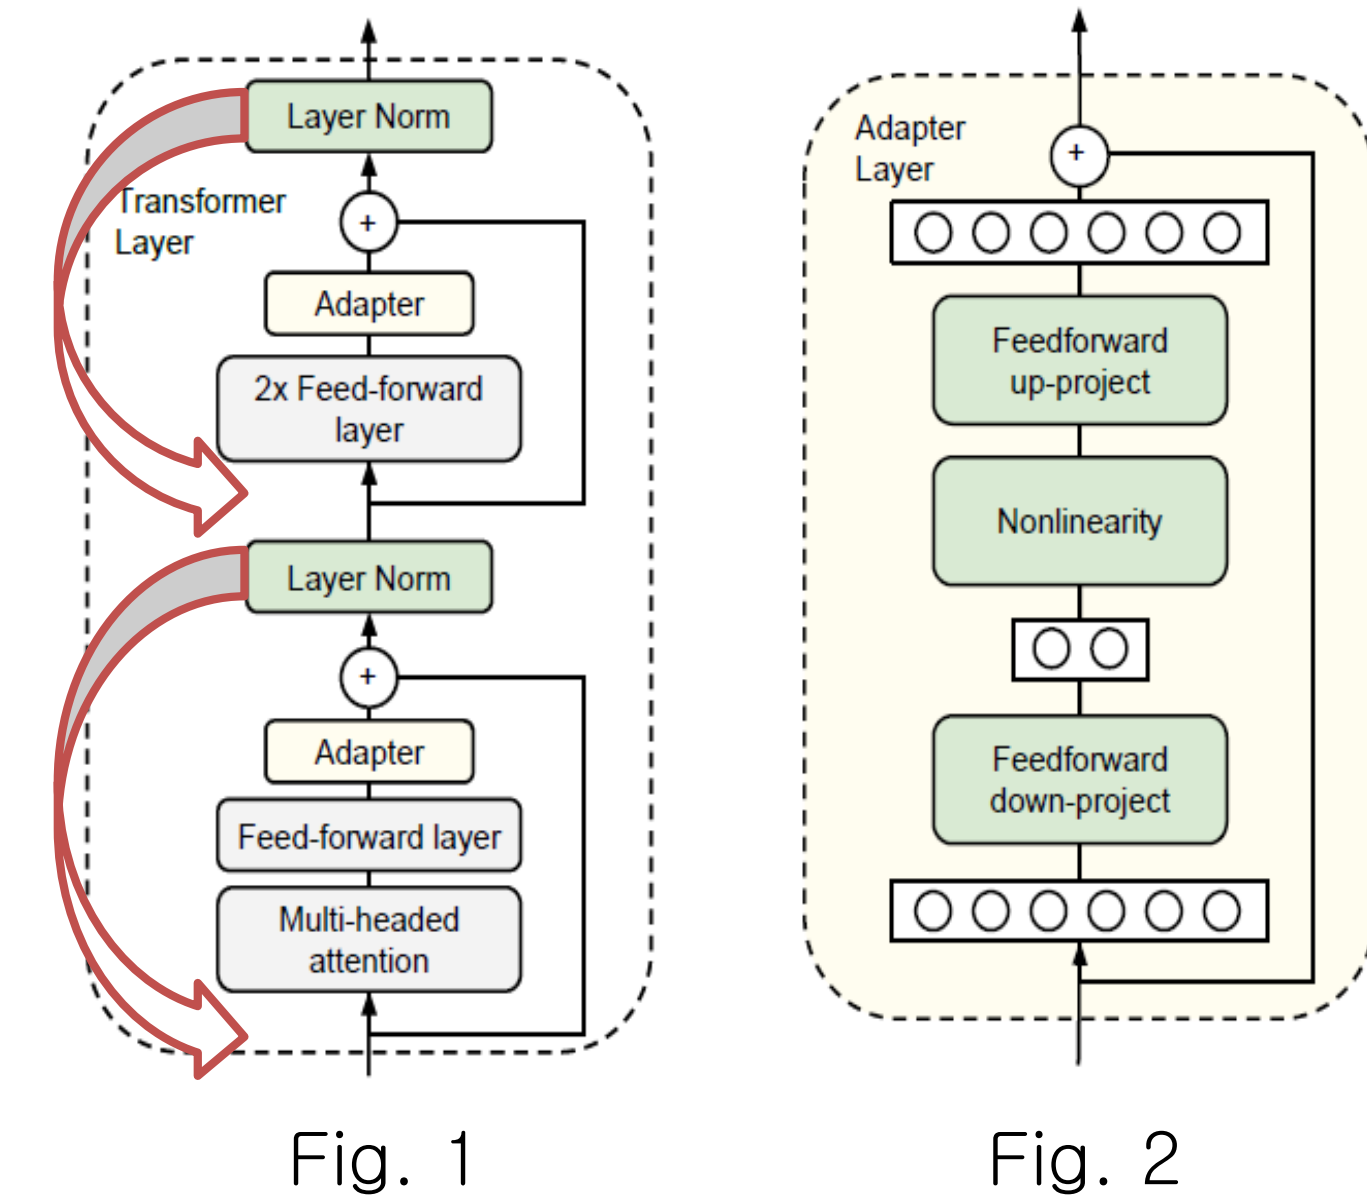 Layer Norm
Transformer
Layer
+
Adapter
2x Feed-forward
layer
Layer Norm
+
Adapter
Feed-forward layer
Multi-headed
attention
Fig. 1
Adapter
Layer
+
Feedforward
up-project
Nonlinearity
Feedforward
down-project
Fig. 2